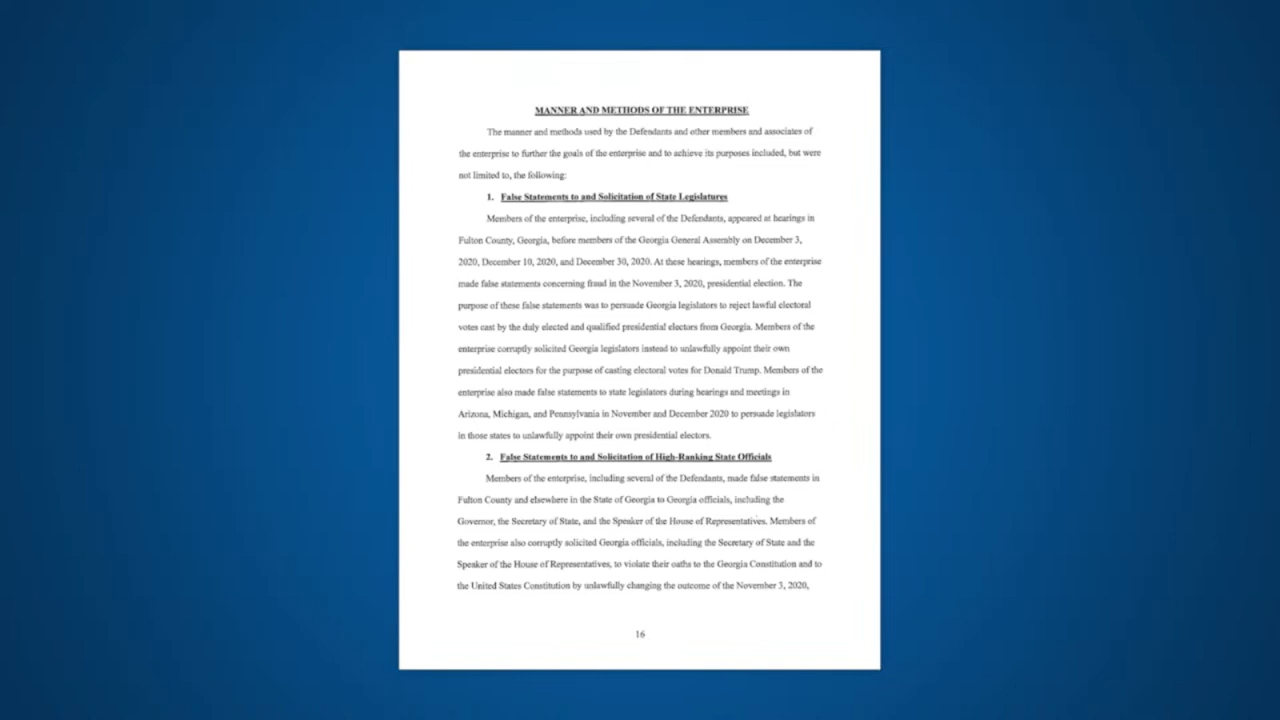 MANNER AND METHODS OF THE ENTERPRISE
The manner and methods used by the Defendants and other members and associates of
the enterprise to further the goals of the enterprise and to achieve its purposes included, but were
not limited to, the following:
1. False Statements to and Solicitation of State Legislatures
Members of the enterprise, including several of the Defendants, appeared at hearings in
Fulton County, Georgia, before members of the Georgia General Assembly on December 3,
2020, December 10, 2020, and December 30, 2020. At these hearings, members of the enterprise
made false statements concerning fraud in the November 3, 2020, presidential election. The
purpose of these false statements was to persuade Georgia legislators to reject lawful electoral
votes cast by the duly elected and qualified presidential electors from Georgia. Members of the
enterprise corruptly solicited Georgia legislators instead to unlawfully appoint their own
presidential electors for the purpose of casting electoral votes for Donald Trump. Members of the
enterprise also made false statements to state legislators during hearings and meetings in
Arizona, Michigan, and Pennsylvania in November and December 2020 to persuade legislators
in those states to unlawfully appoint their own presidential electors.
2. False Statements to and Solicitation of High-Ranking State Officials
Members of the enterprise, including several of the Defendants, made false statements in
Fulton County and elsewhere in the State of Georgia to Georgia officials, including the
Governor, the Secretary of State, and the Speaker of the House of Representatives. Members of
the enterprise also corruptly solicited Georgia officials, including the Secretary of State and the
Speaker of the House of Representatives, to violate their oaths to the Georgia Constitution and to
the United States Constitution by unlawfully changing the outcome of the November 3, 2020,
16